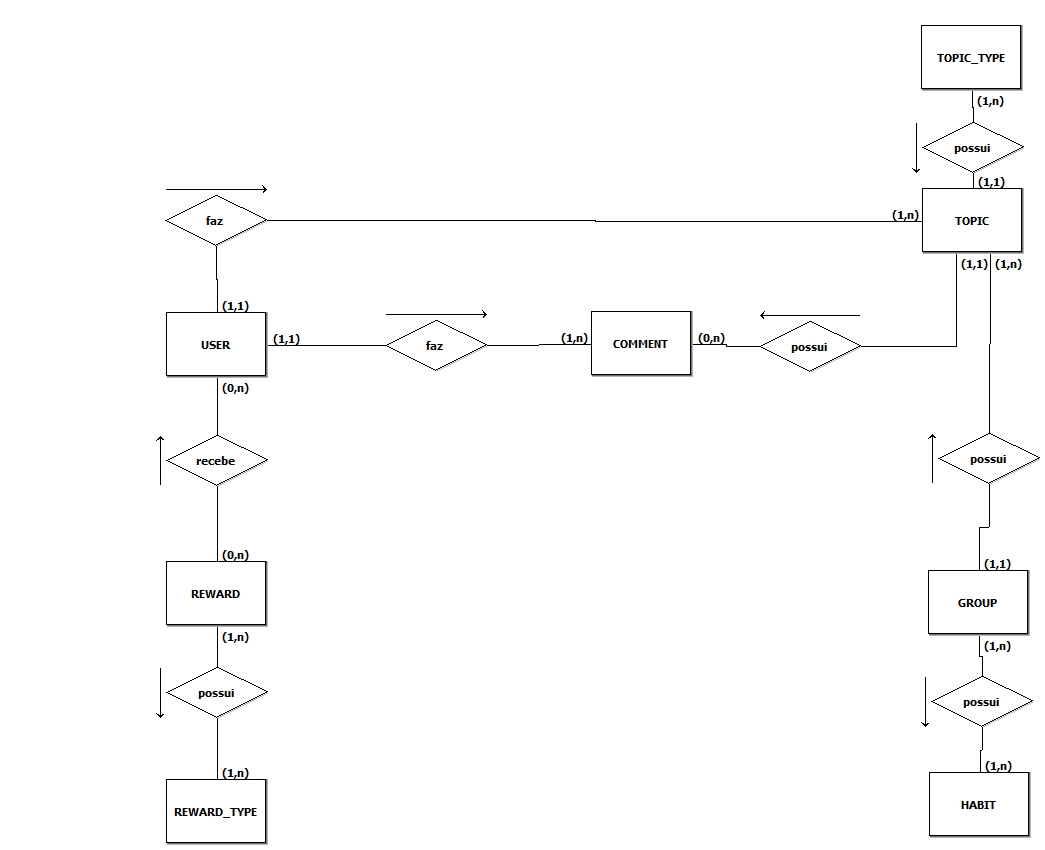 TOPIC_TYPE
(1,n)
possui
(1,1)
faz
(1,n)
TOPIC
(1,1)
(1,n)
(1,1)
USER
(1,1)
faz
(1,n)
COMMENT
(0,n)
possui
(0,n)
recebe
possui
(0,n)
REWARD
(1,1)
GROUP
(1,n)
(1,n)
possui
possui
(1,n)
REWARD_TYPE
(1,n)
HABIT